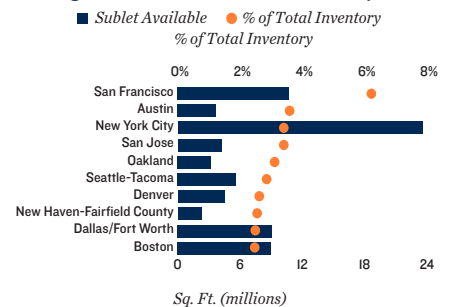 Sublet Available % of Total Inventory
% of Total Inventory
0% 2% 4% 6% 8%
San Francisco
Austin
New York City
San Jose
Oakland
Seattle-Tacoma
Denver
New Haven-Fairfield County
Dallas/Fort Worth
Boston
0 6 12 18 24
Sq. Ft. (millions)